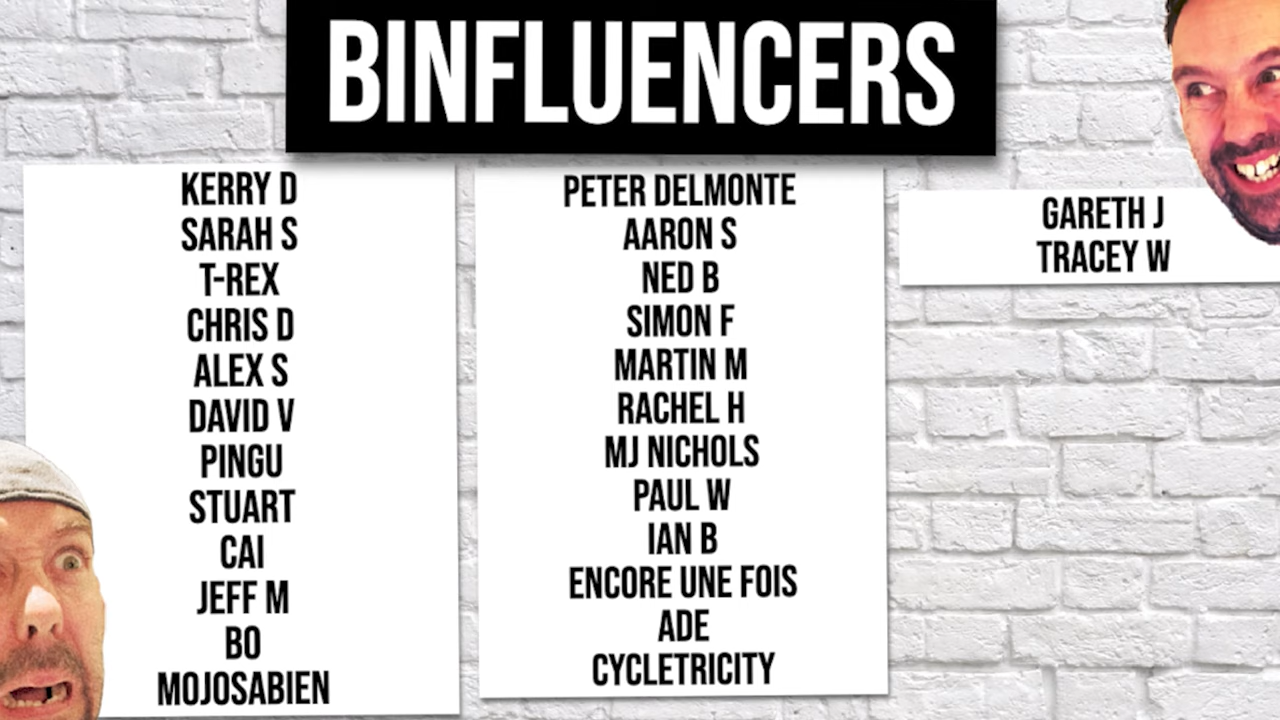 BINFLUENCERS
KERRY D
SARAH S
T-REX
CHRIS D
ALEX S
DAVID V
PINGU
STUART
CAI
JEFF M
BO
MOJOSABIEN
PETER DELMONTE
AARON S
NED B
SIMON F
MARTIN M
RACHEL H
MJ NICHOLS
PAUL W
IAN B
ENCORE UNE FOIS
ADE
CYCLETRICITY
GARETH J
TRACEY W